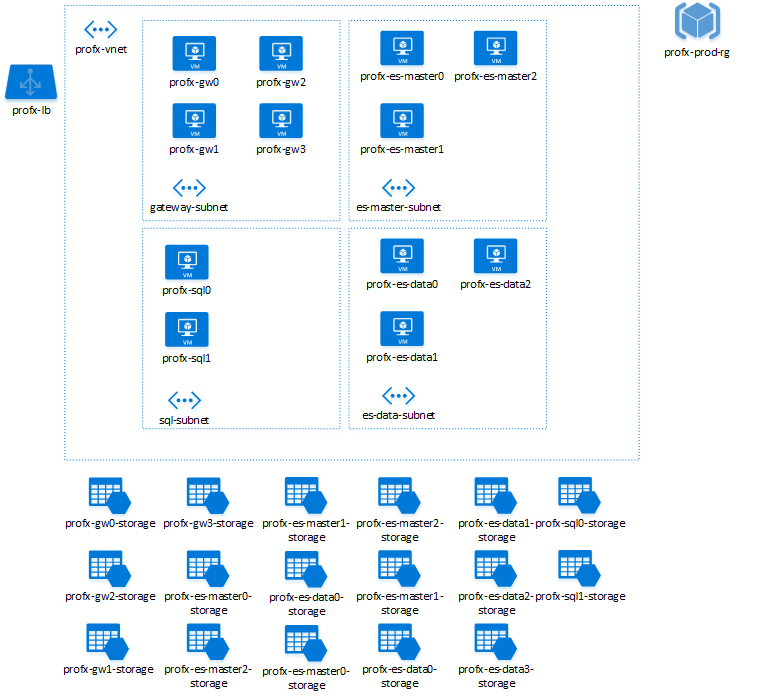 profx-vnet
profx-prod-rg
profx-lb
VM
profx-gw0
VM
profx-gw2
VM
profx-gw1
VM
profx-gw3
gateway-subnet
VM
profx-es-master0
VM
profx-es-master2
VM
profx-es-master1
es-master-subnet
VM
profx-sql0
VM
profx-sql1
sql-subnet
VM
profx-es-data0
VM
profx-es-data2
VM
profx-es-data1
es-data-subnet
profx-gw0-storage
profx-gw3-storage
profx-es-master1-
storage
profx-es-master2-
storage
profx-es-data1-
storage
profx-sql0-storage
profx-gw2-storage
profx-es-master0-
storage
profx-es-data0-
storage
profx-es-master1-
storage
profx-es-data2-
storage
profx-sql1-storage
profx-gw1-storage
profx-es-master2-
storage
profx-es-master0-
storage
profx-es-data0-
storage
profx-es-data3-
storage